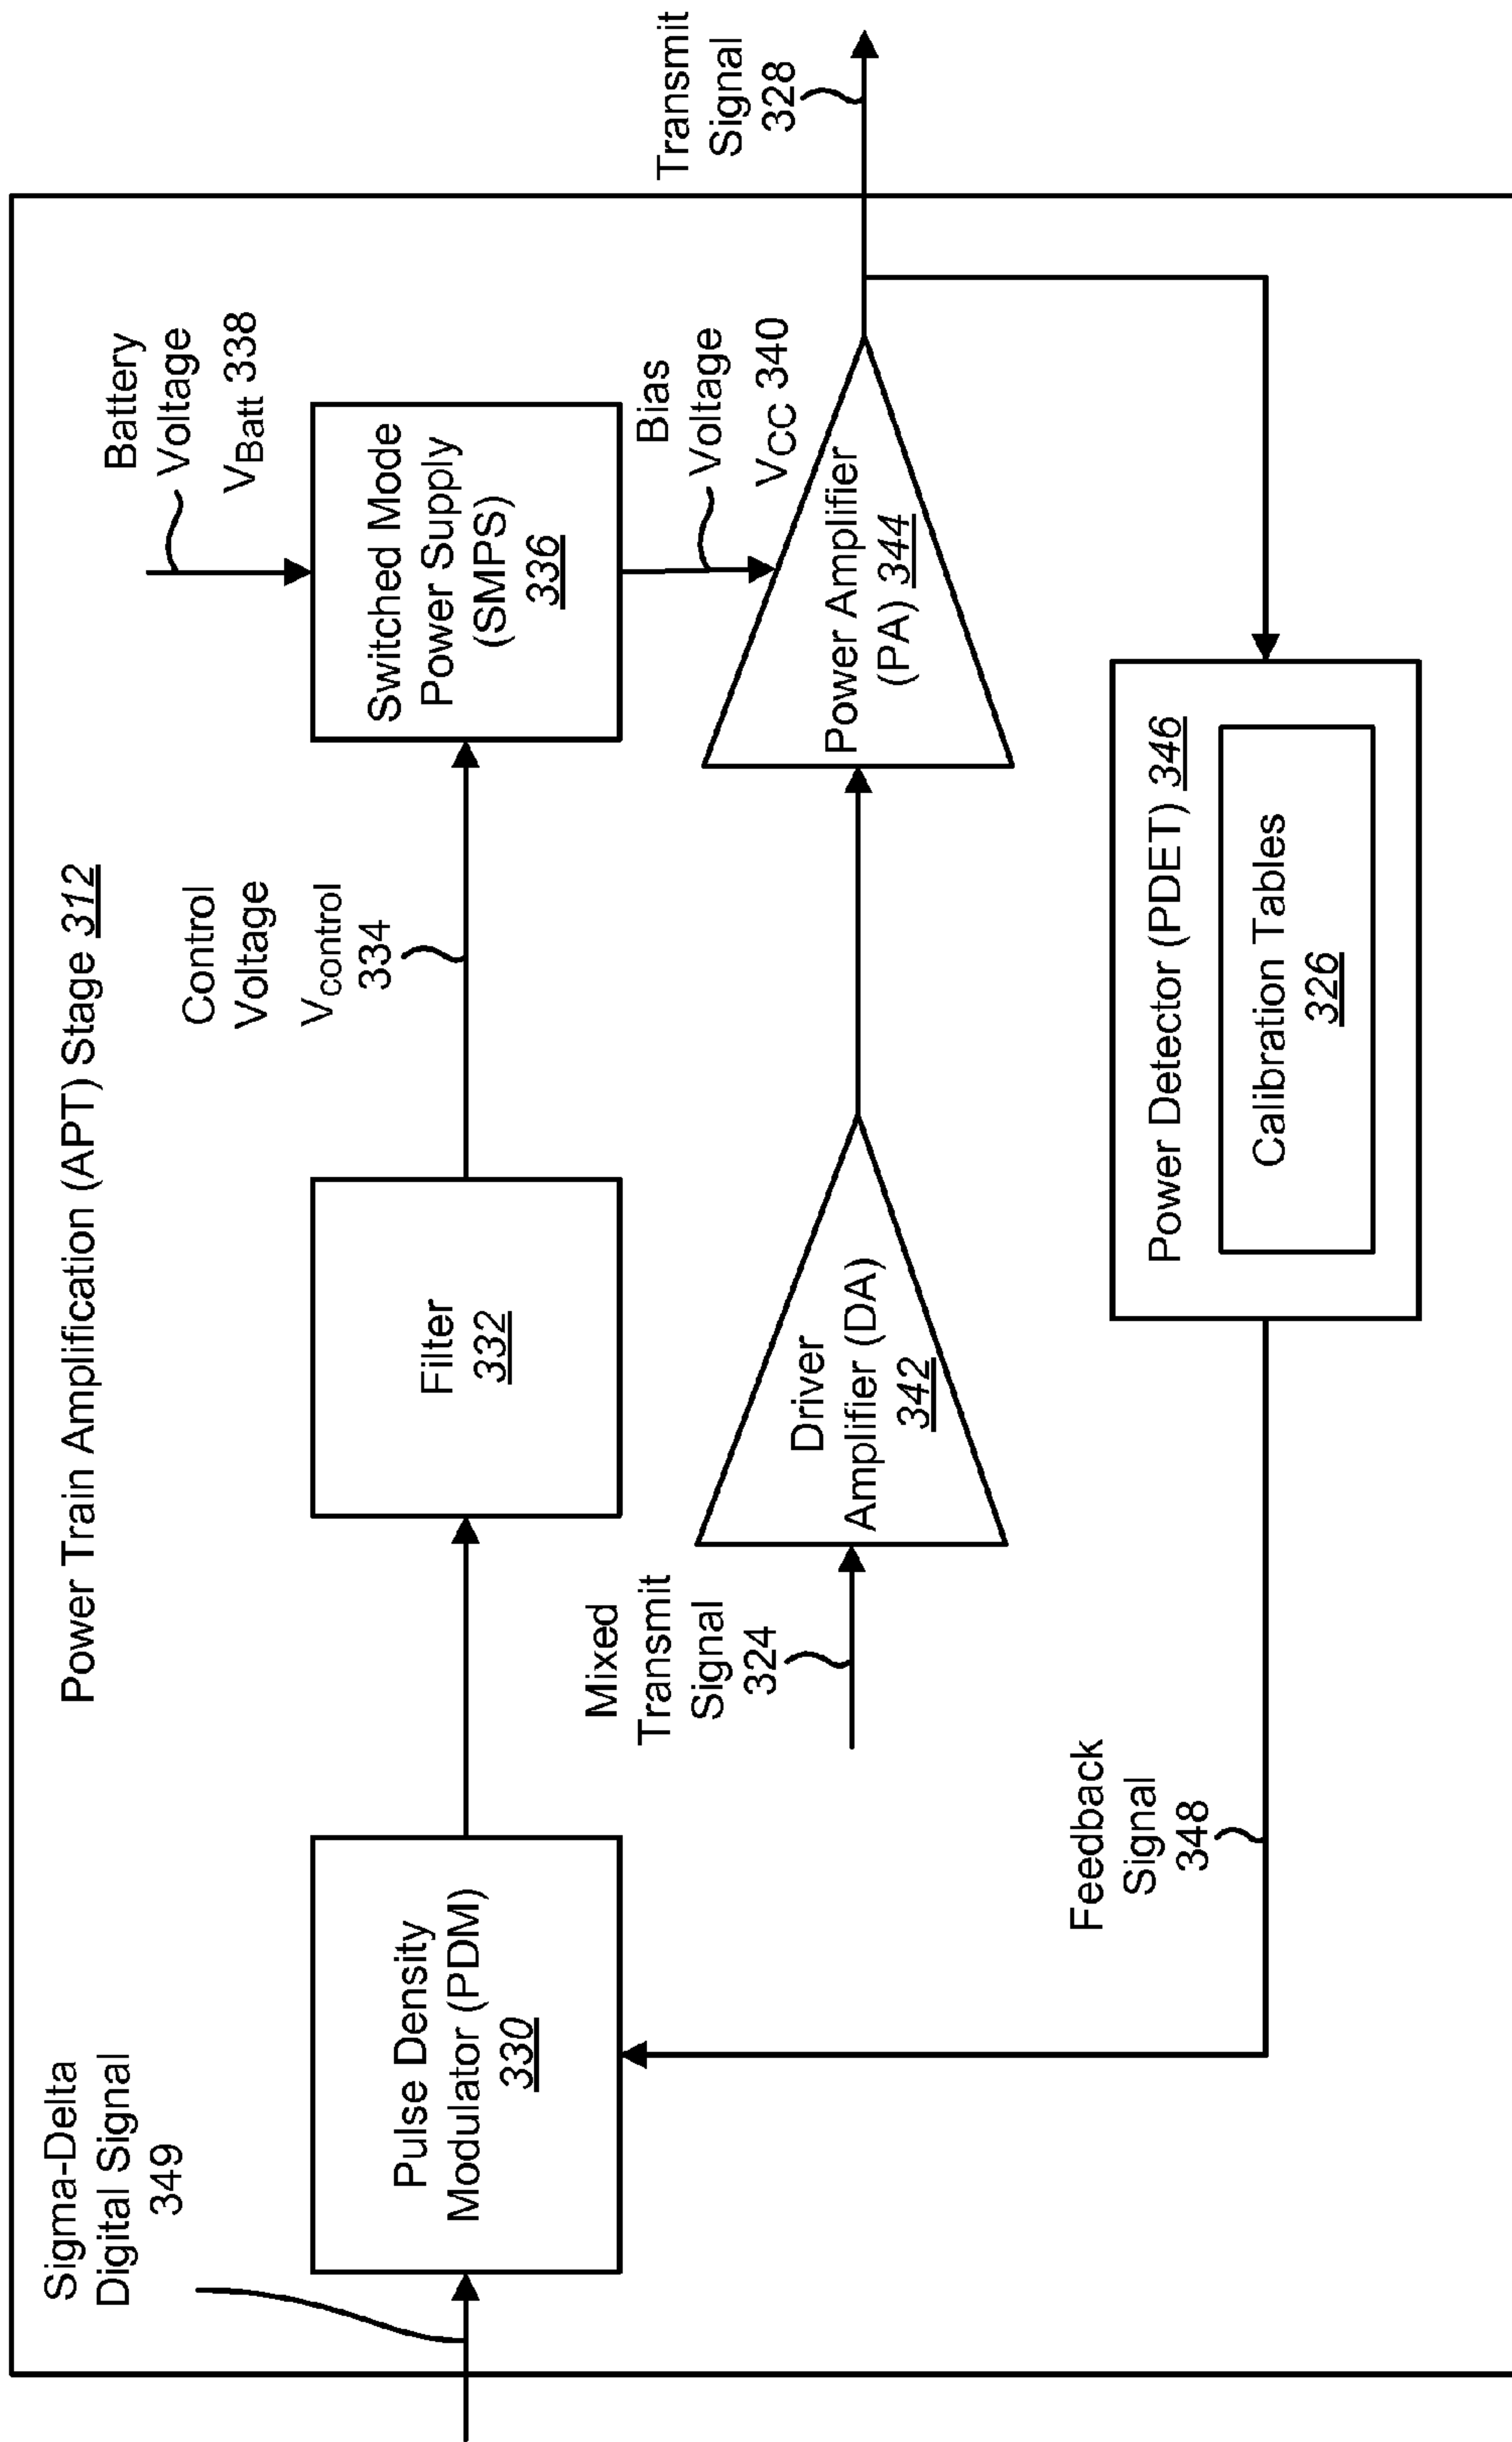 Power Train Amplification (APT) Stage 312
Sigma-Delta
Digital Signal
349
Pulse Density
Modulator (PDM)
330
Filter
332
Control
Voltage
Vcontrol
334
Battery
Voltage
VBatt 338
Switched Mode
Power Supply
(SMPS)
336
Bias
Voltage
VCC 340
Mixed
Transmit
Signal
324
Driver
Amplifier (DA)
342
Power Amplifier
(PA) 344
Transmit
Signal
328
Feedback
Signal
348
Power Detector (PDET) 346
Calibration Tables
326